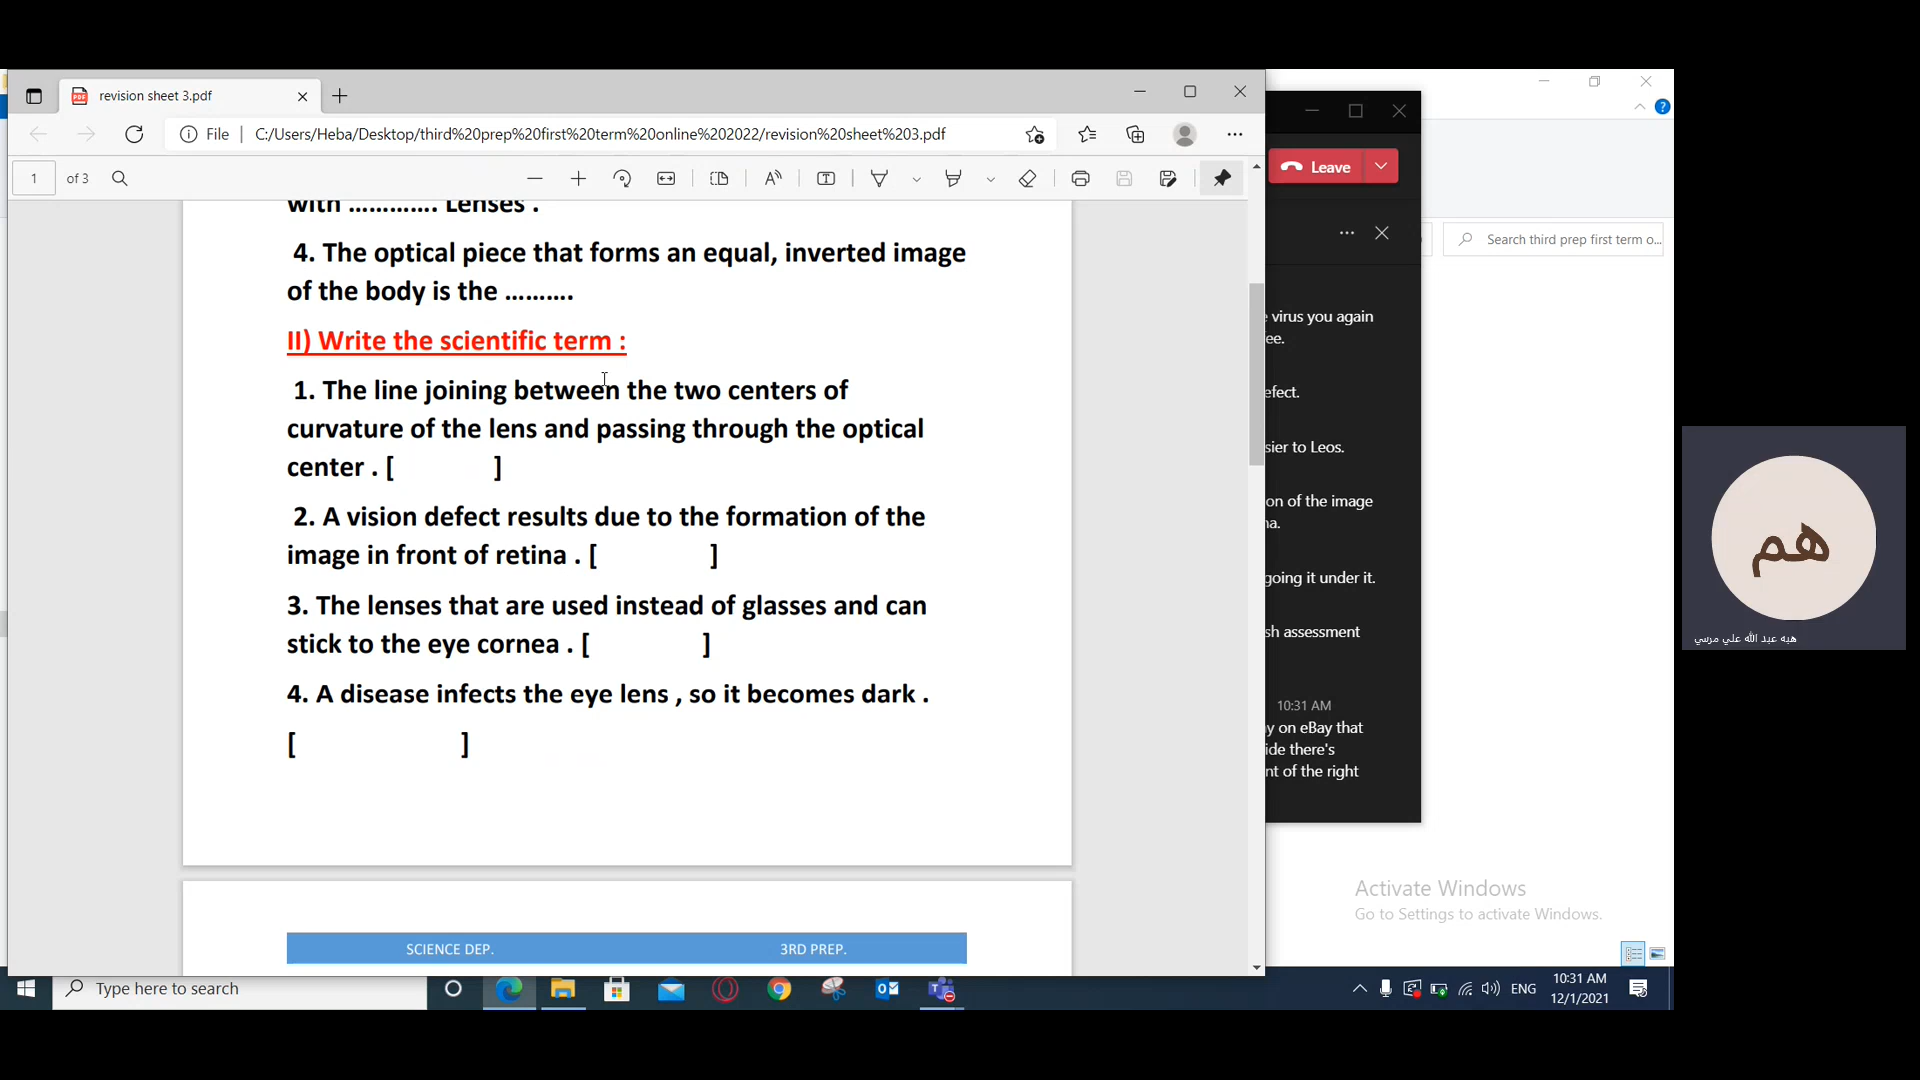 revision sheet 3.pdf
File
C:/Users/Heba/Desktop/third%20prep%20first%20term%20online%202022/revision%20sheet%203.pdf
1 of 3
with …………. Lenses .
4. The optical piece that forms an equal, inverted image
of the body is the ……….
II) Write the scientific term :
1. The line joining between the two centers of
curvature of the lens and passing through the optical
center . [ ]
2. A vision defect results due to the formation of the
image in front of retina . [ ]
3. The lenses that are used instead of glasses and can
stick to the eye cornea . [ ]
4. A disease infects the eye lens , so it becomes dark .
[ ]
SCIENCE DEP. 3RD PREP.
Leave
Search third prep first term o...
e virus you again
ee.
efect.
sier to Leos.
on of the image
na.
going it under it.
sh assessment
10:31 AM
y on eBay that
ide there's
nt of the right
Activate Windows
Go to Settings to activate Windows.
هم
هبه عبد الله علي مرسي
Type here to search
ENG
10:31 AM
12/1/2021